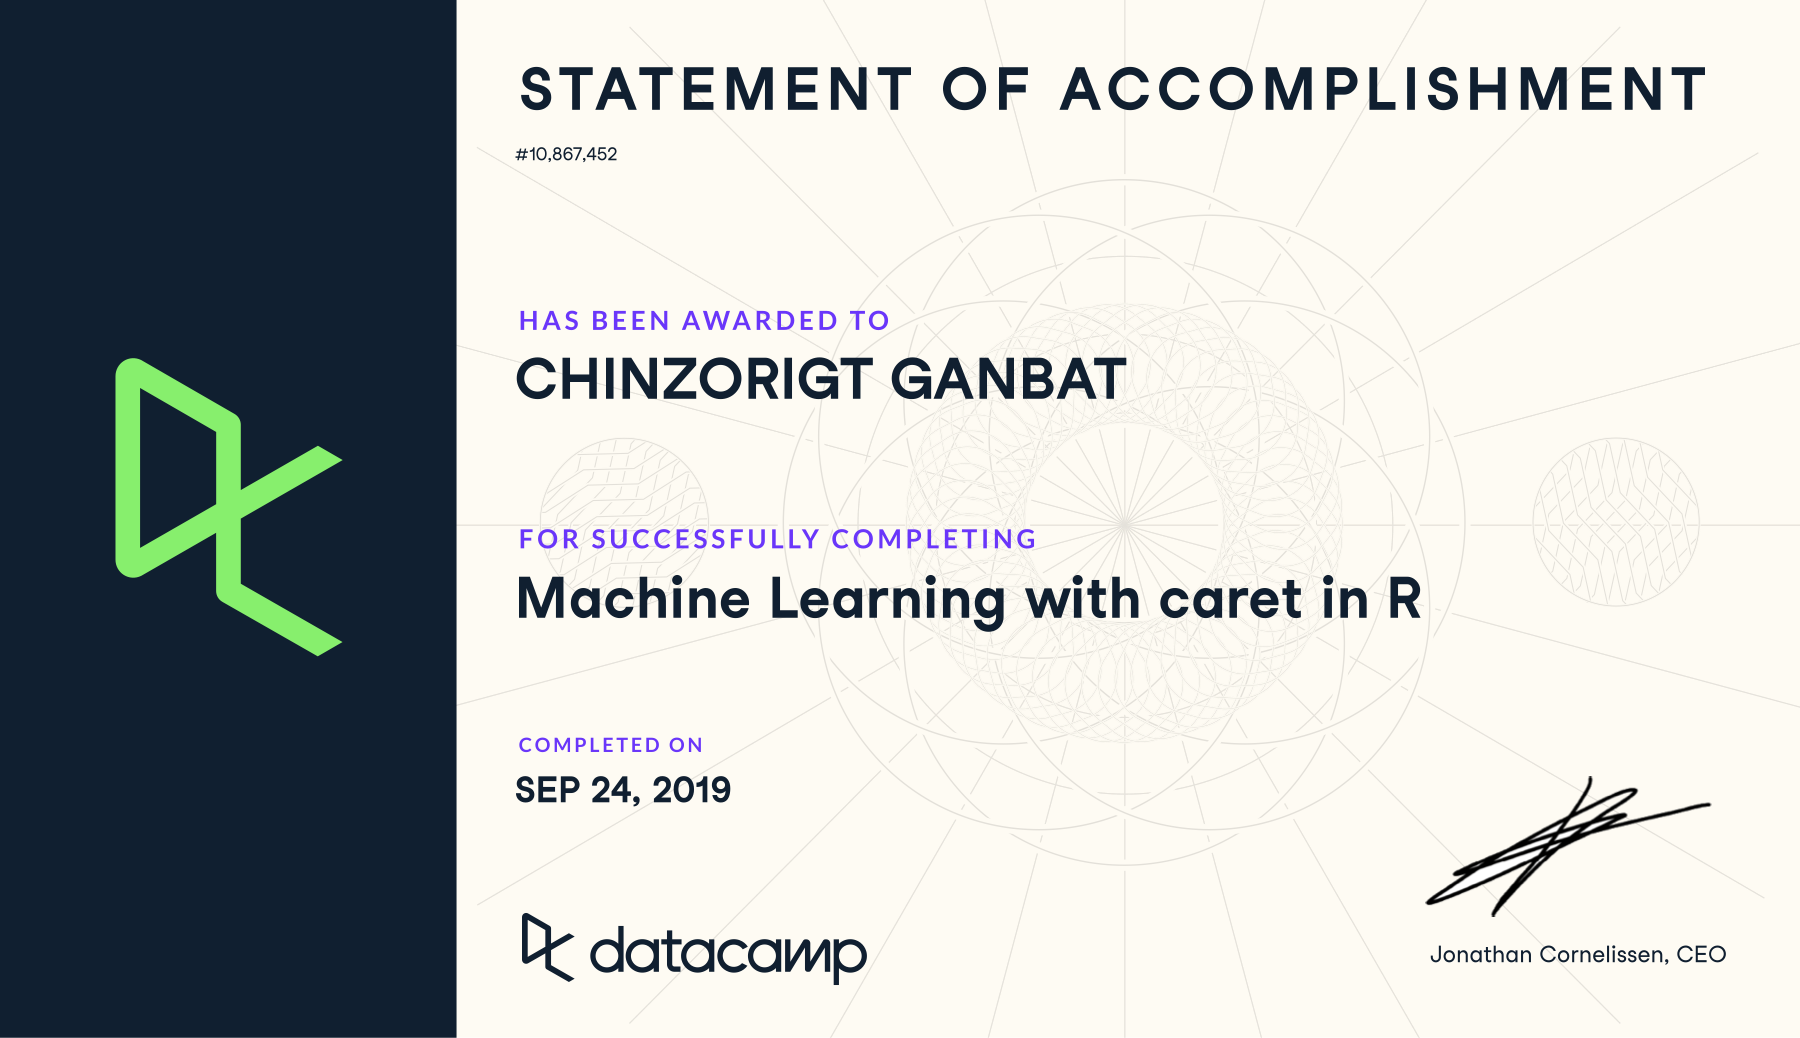 STATEMENT OF ACCOMPLISHMENT
#10,867,452
HAS BEEN AWARDED TO
CHINZORIGT GANBAT
FOR SUCCESSFULLY COMPLETING
Machine Learning with caret in R
COMPLETED ON
SEP 24, 2019
datacamp
Jonathan Cornelissen, CEO